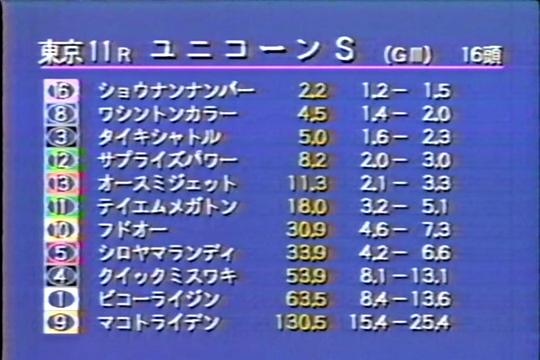 東京11R ユニコーンS (GⅢ) 16頭
15 ショウナンナンバー 2.2 1.2－ 1.5
8 ワシントンカラー 4.5 1.4－ 2.0
3 タイキシャトル 5.0 1.6－ 2.3
12 サプライズパワー 8.2 2.0－ 3.0
13 オースミジェット 11.3 2.1－ 3.3
11 テイエムメガトン 18.0 3.2－ 5.1
10 フドオー 30.9 4.6－ 7.3
5 シロヤマランディ 33.9 4.2－ 6.6
4 クイックミスワキ 53.9 8.1－13.1
1 ビコーライジン 63.5 8.4－13.6
9 マコトライデン 130.5 15.4－25.4